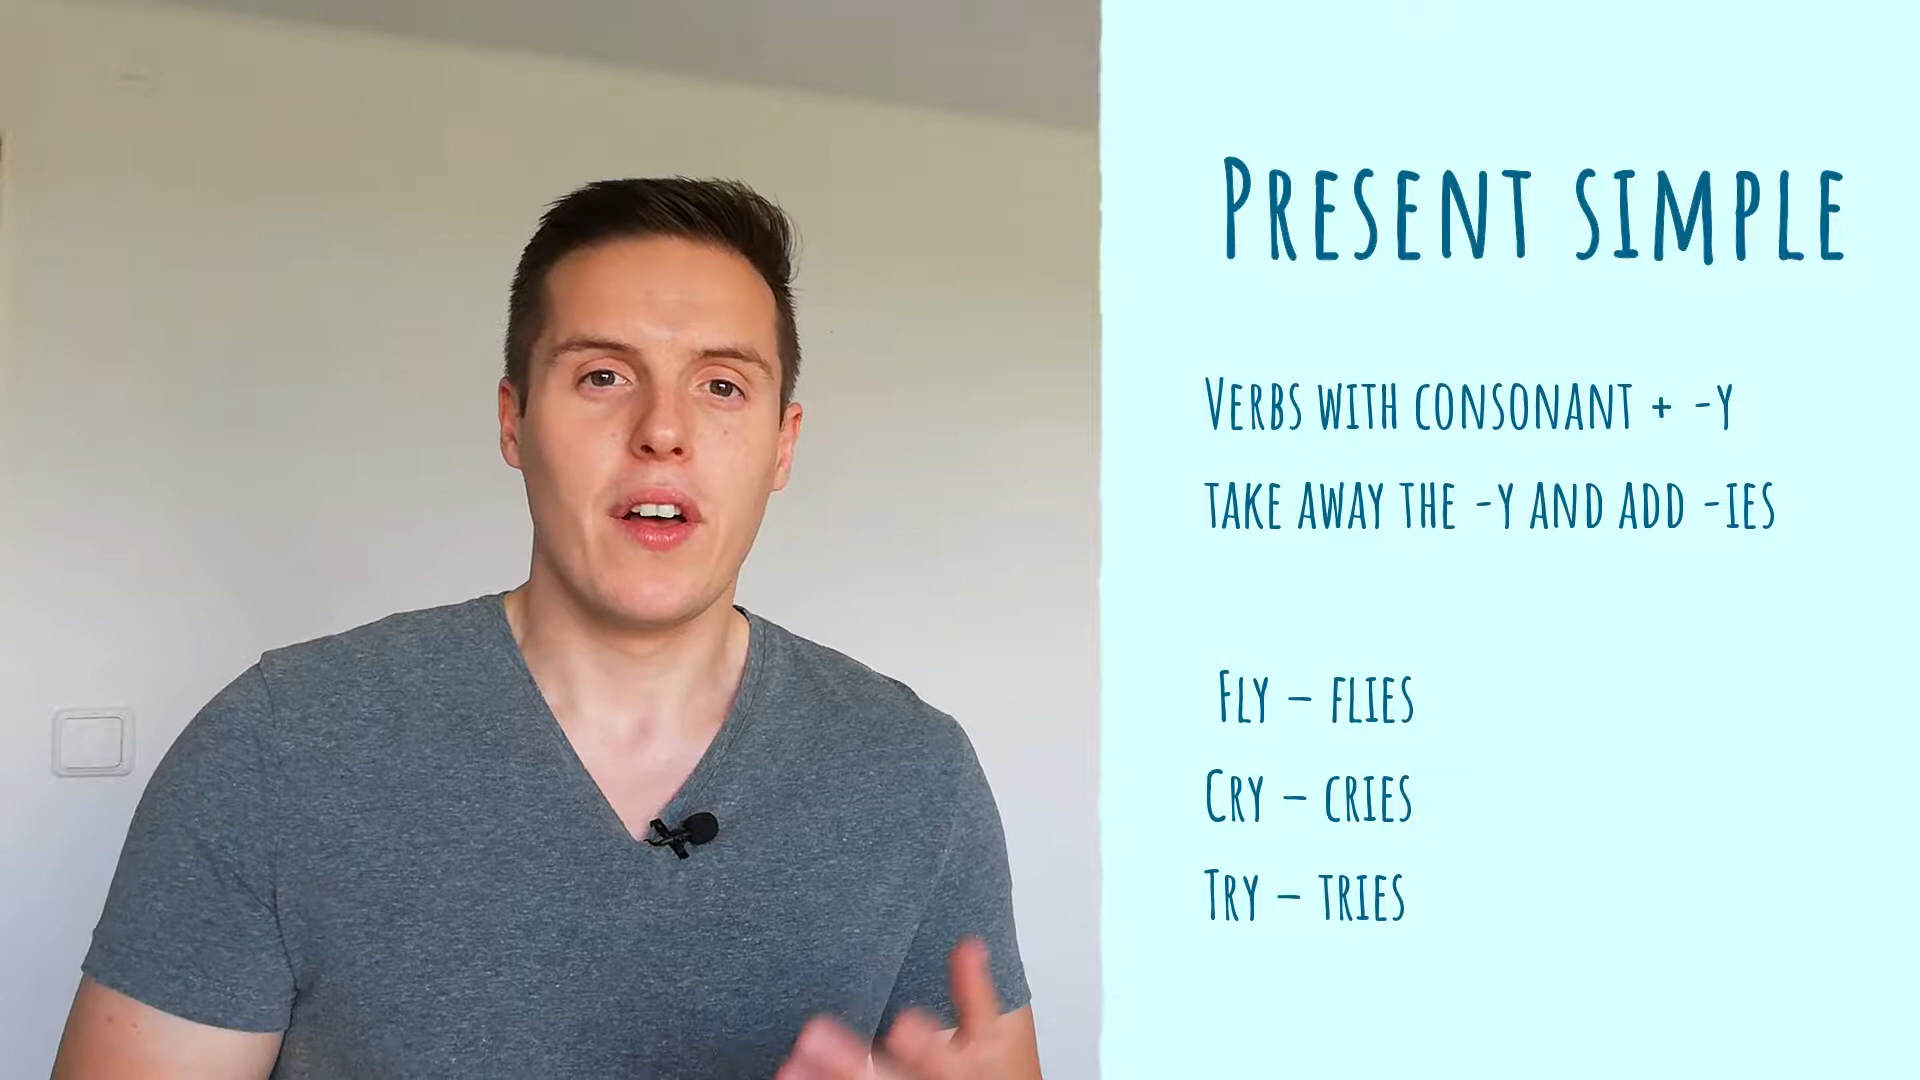 Present simple
Verbs with consonant + -y
take away the -y and add -ies
Fly – flies
Cry – cries
Try – tries